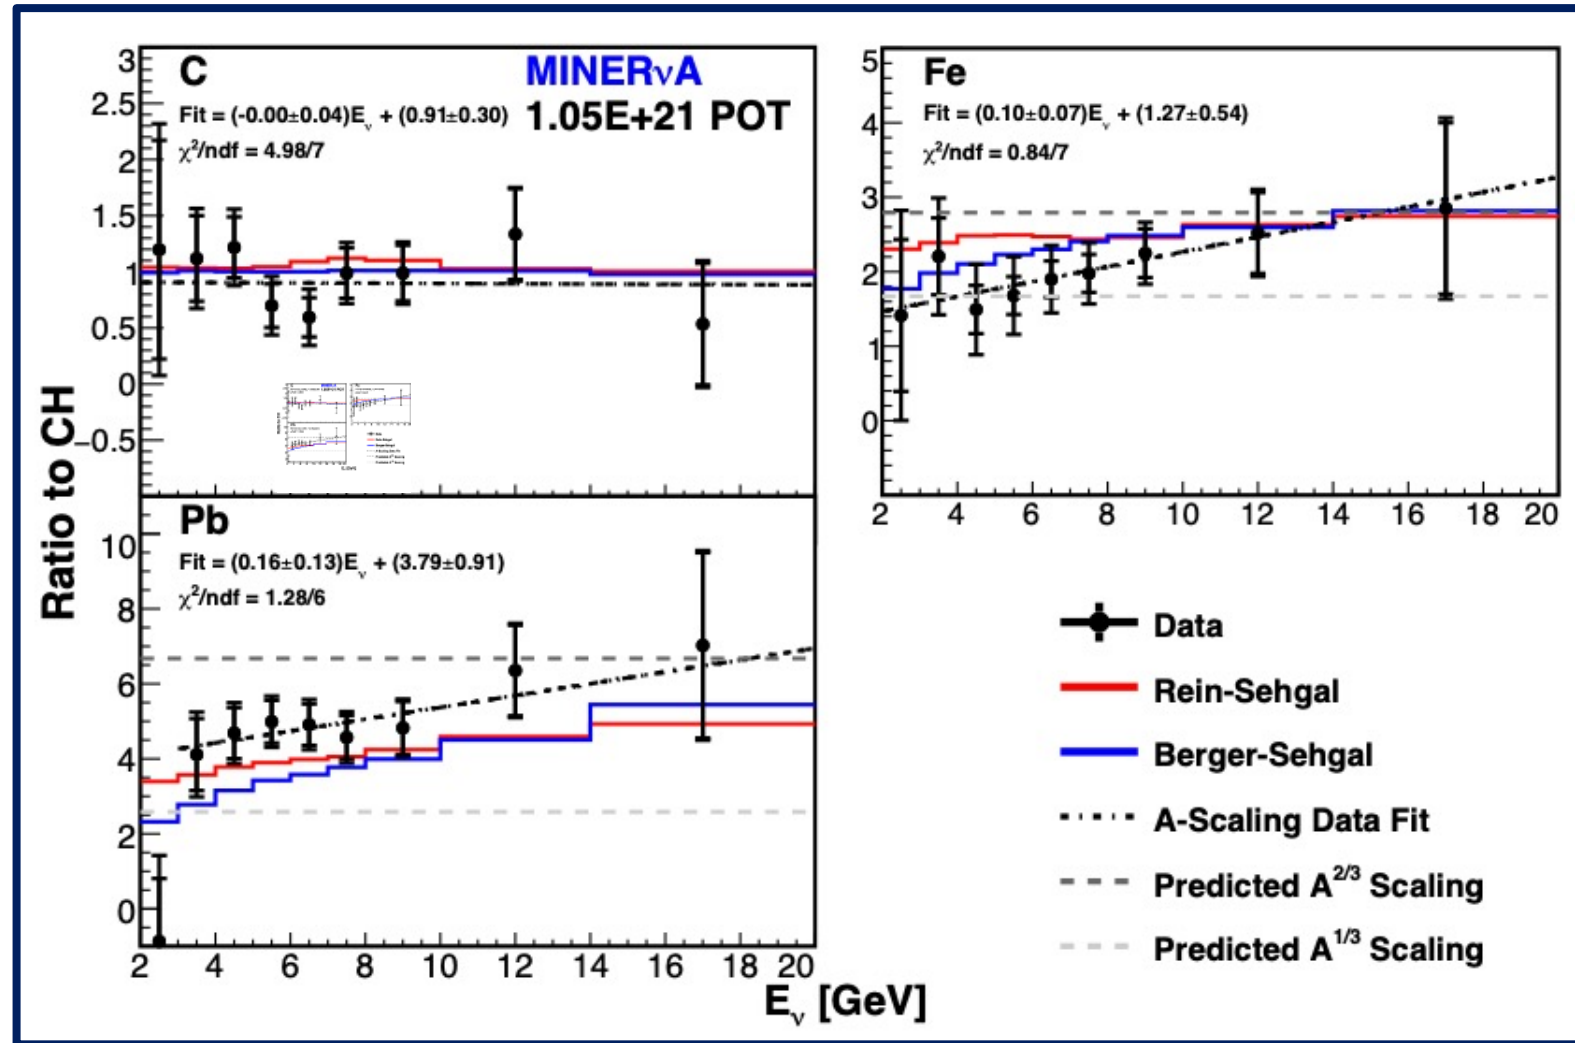 Ratio to CH
C
MINERνA
Fit = (-0.00±0.04)Eν + (0.91±0.30)
1.05E+21 POT
χ²/ndf = 4.98/7
3
2.5
2
1.5
1
0.5
0
−0.5
Fe
Fit = (0.10±0.07)Eν + (1.27±0.54)
χ²/ndf = 0.84/7
5
4
3
2
1
0
2 4 6 8 10 12 14 16 18 20
Pb
Fit = (0.16±0.13)Eν + (3.79±0.91)
χ²/ndf = 1.28/6
10
8
6
4
2
0
2 4 6 8 10 12 14 16 18 20
Eν [GeV]
Data
Rein-Sehgal
Berger-Sehgal
A-Scaling Data Fit
Predicted A^2/3 Scaling
Predicted A^1/3 Scaling